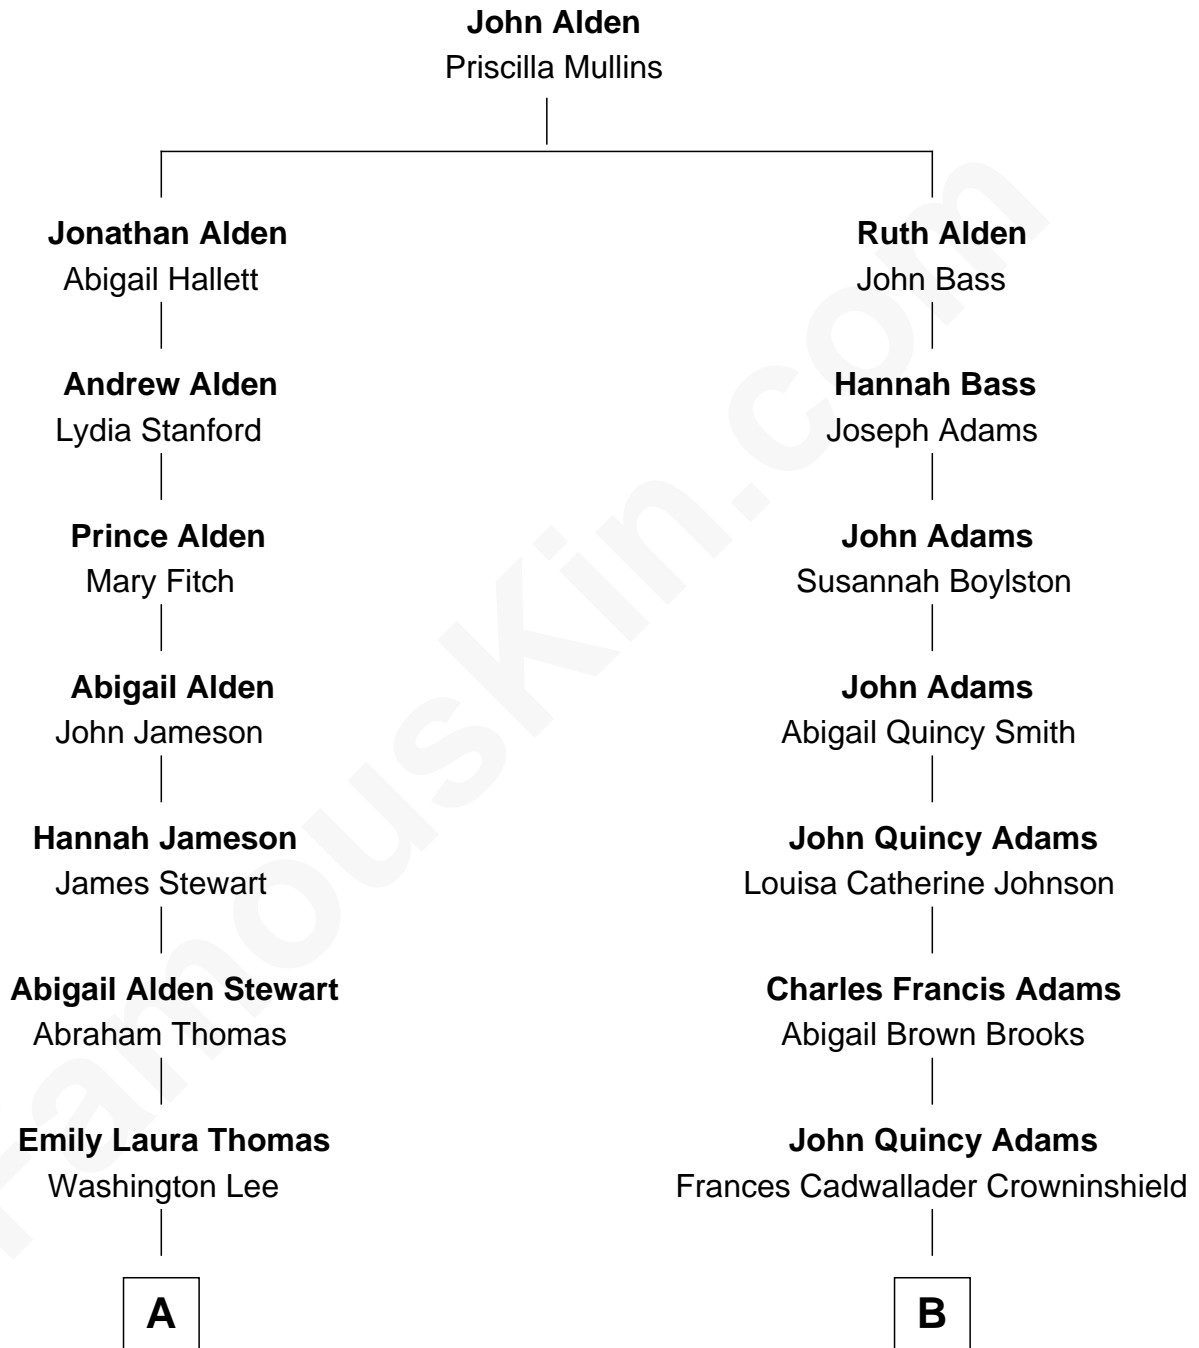 John Alden
Priscilla Mullins
Jonathan Alden
Abigail Hallett
Ruth Alden
John Bass
Andrew Alden
Lydia Stanford
Hannah Bass
Joseph Adams
Prince Alden
Mary Fitch
John Adams
Susannah Boylston
Abigail Alden
John Jameson
John Adams
Abigail Quincy Smith
Hannah Jameson
James Stewart
John Quincy Adams
Louisa Catherine Johnson
Abigail Alden Stewart
Abraham Thomas
Charles Francis Adams
Abigail Brown Brooks
Emily Laura Thomas
Washington Lee
John Quincy Adams
Frances Cadwallader Crowninshield
A
B
FamousKin.com